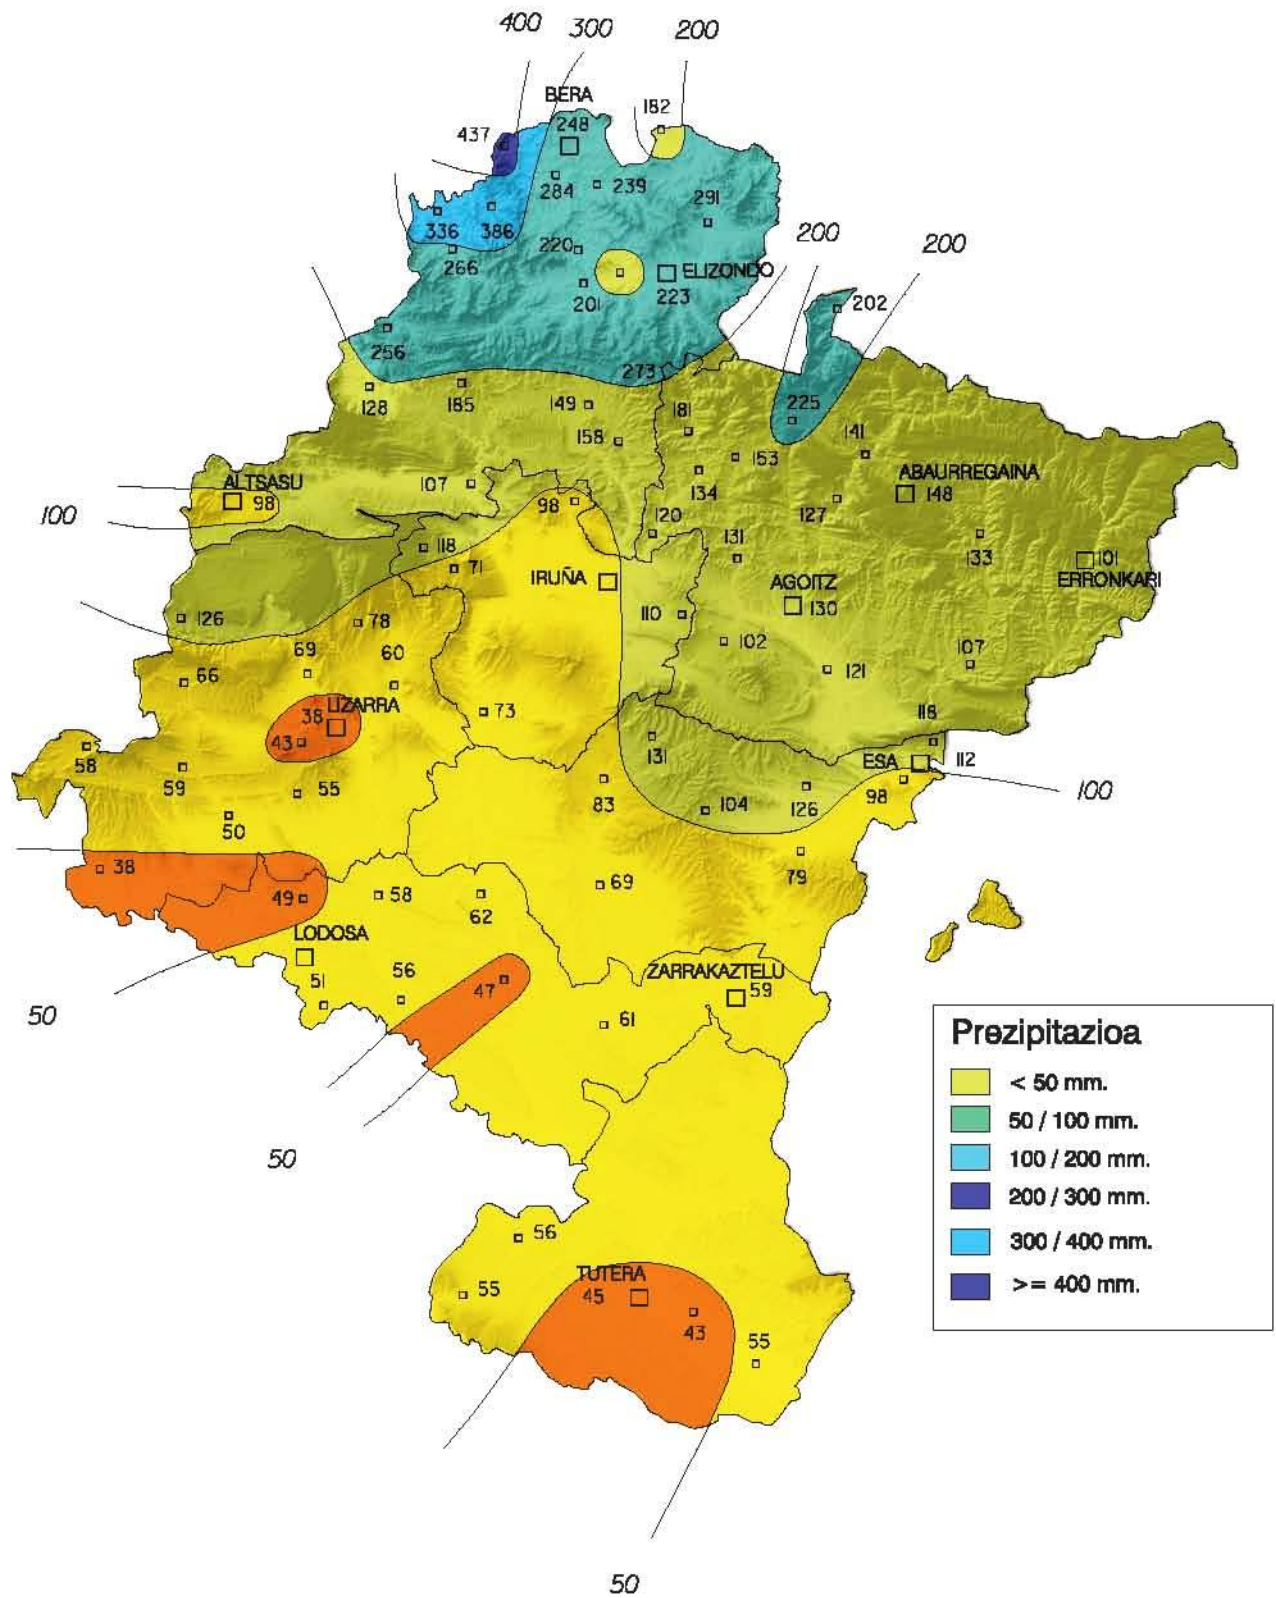 400 300 200
BERA
182
437 248
284 239
291
336 386
220
200
266
200
ELIZONDO
201 223
202
256
273
128 185 149 181 225
158 141
153
ALTSASU 107 ABAURREGAINA
98 98 134 148
100 127
120
118 131 133 101
71 IRUÑA AGOITZ ERRONKARI
126 110 130
78
69 60 102 107
66 121
LIZARRA
38 73 118
43 131
58 ESA 112
59 55 83 104 126 98 100
50
38 79
49 58 69
62
LODOSA
51 56 47 ZARRAKAZTELU
59
50 61
50
56
TUTERA
55 45
43
55
50
Prezipitazioa
< 50 mm.
50 / 100 mm.
100 / 200 mm.
200 / 300 mm.
300 / 400 mm.
>= 400 mm.